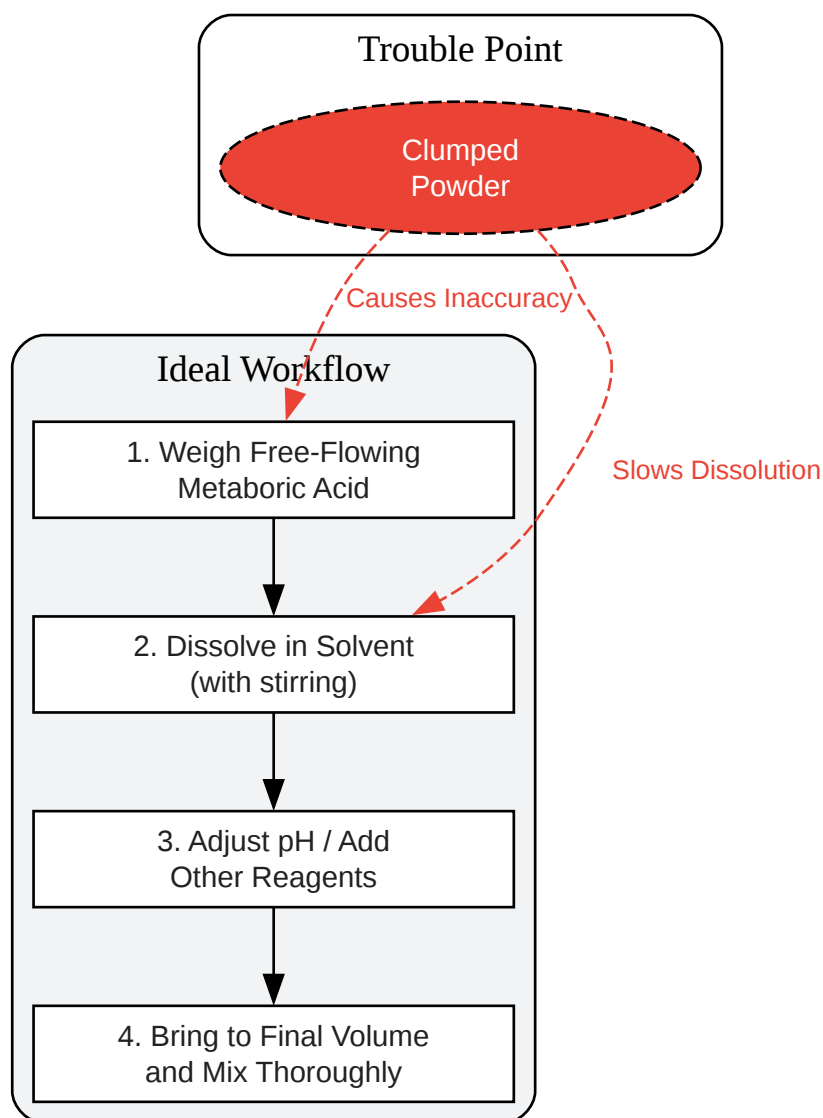 Trouble Point
Clumped
Powder
Causes Inaccuracy
Ideal Workflow
1. Weigh Free-Flowing
Metaboric Acid
Slows Dissolution
2. Dissolve in Solvent
(with stirring)
3. Adjust pH / Add
Other Reagents
4. Bring to Final Volume
and Mix Thoroughly